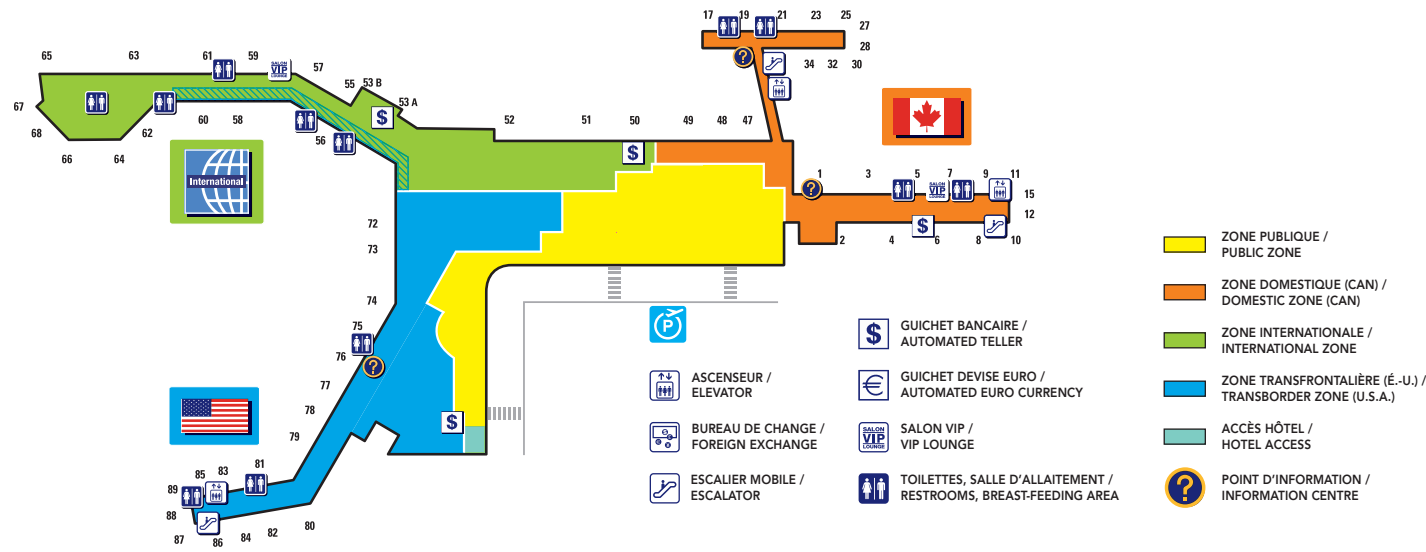 17
19
21
23
25
27
28
34
32
30
65
63
61
59
SALON
VIP
LOUNGE
57
55
53 B
53 A
$
67
68
66
64
62
60
58
56
52
51
50
$
49
48
47
International
?
?
1
3
5
SALON
VIP
LOUNGE
7
9
11
15
12
2
4
$
6
8
10
72
73
74
75
76
?
77
78
79
$
P
85
83
81
89
88
87
86
84
82
80
ASCENSEUR /
ELEVATOR
BUREAU DE CHANGE /
FOREIGN EXCHANGE
ESCALIER MOBILE /
ESCALATOR
$
GUICHET BANCAIRE /
AUTOMATED TELLER
€
GUICHET DEVISE EURO /
AUTOMATED EURO CURRENCY
SALON
VIP
LOUNGE
SALON VIP /
VIP LOUNGE
TOILETTES, SALLE D'ALLAITEMENT /
RESTROOMS, BREAST-FEEDING AREA
ZONE PUBLIQUE /
PUBLIC ZONE
ZONE DOMESTIQUE (CAN) /
DOMESTIC ZONE (CAN)
ZONE INTERNATIONALE /
INTERNATIONAL ZONE
ZONE TRANSFRONTALIÈRE (É.-U.) /
TRANSBORDER ZONE (U.S.A.)
ACCÈS HÔTEL /
HOTEL ACCESS
?
POINT D'INFORMATION /
INFORMATION CENTRE